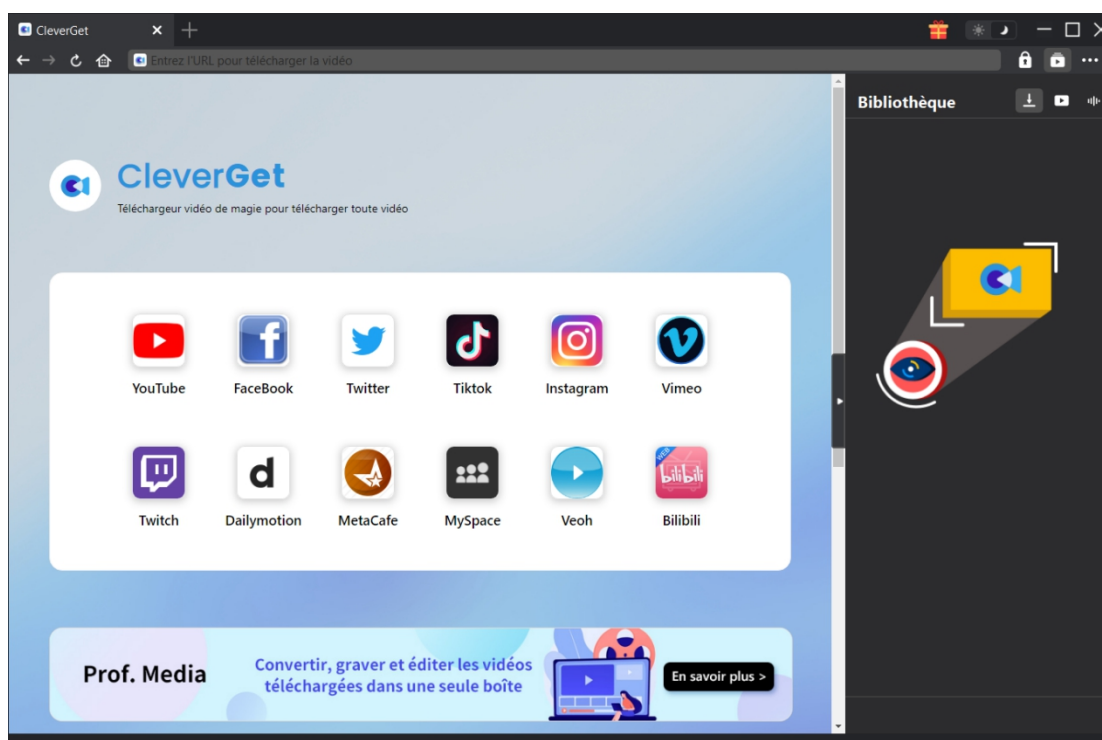 CleverGet
Entrez l'URL pour télécharger la vidéo
Bibliothèque
CleverGet
Téléchargeur vidéo de magie pour télécharger toute vidéo
YouTube FaceBook Twitter Tiktok Instagram Vimeo
d WEB bilibili
Twitch Dailymotion MetaCafe MySpace Veoh Bilibili
Prof. Media
Convertir, graver et éditer les vidéos
téléchargées dans une seule boîte
En savoir plus >